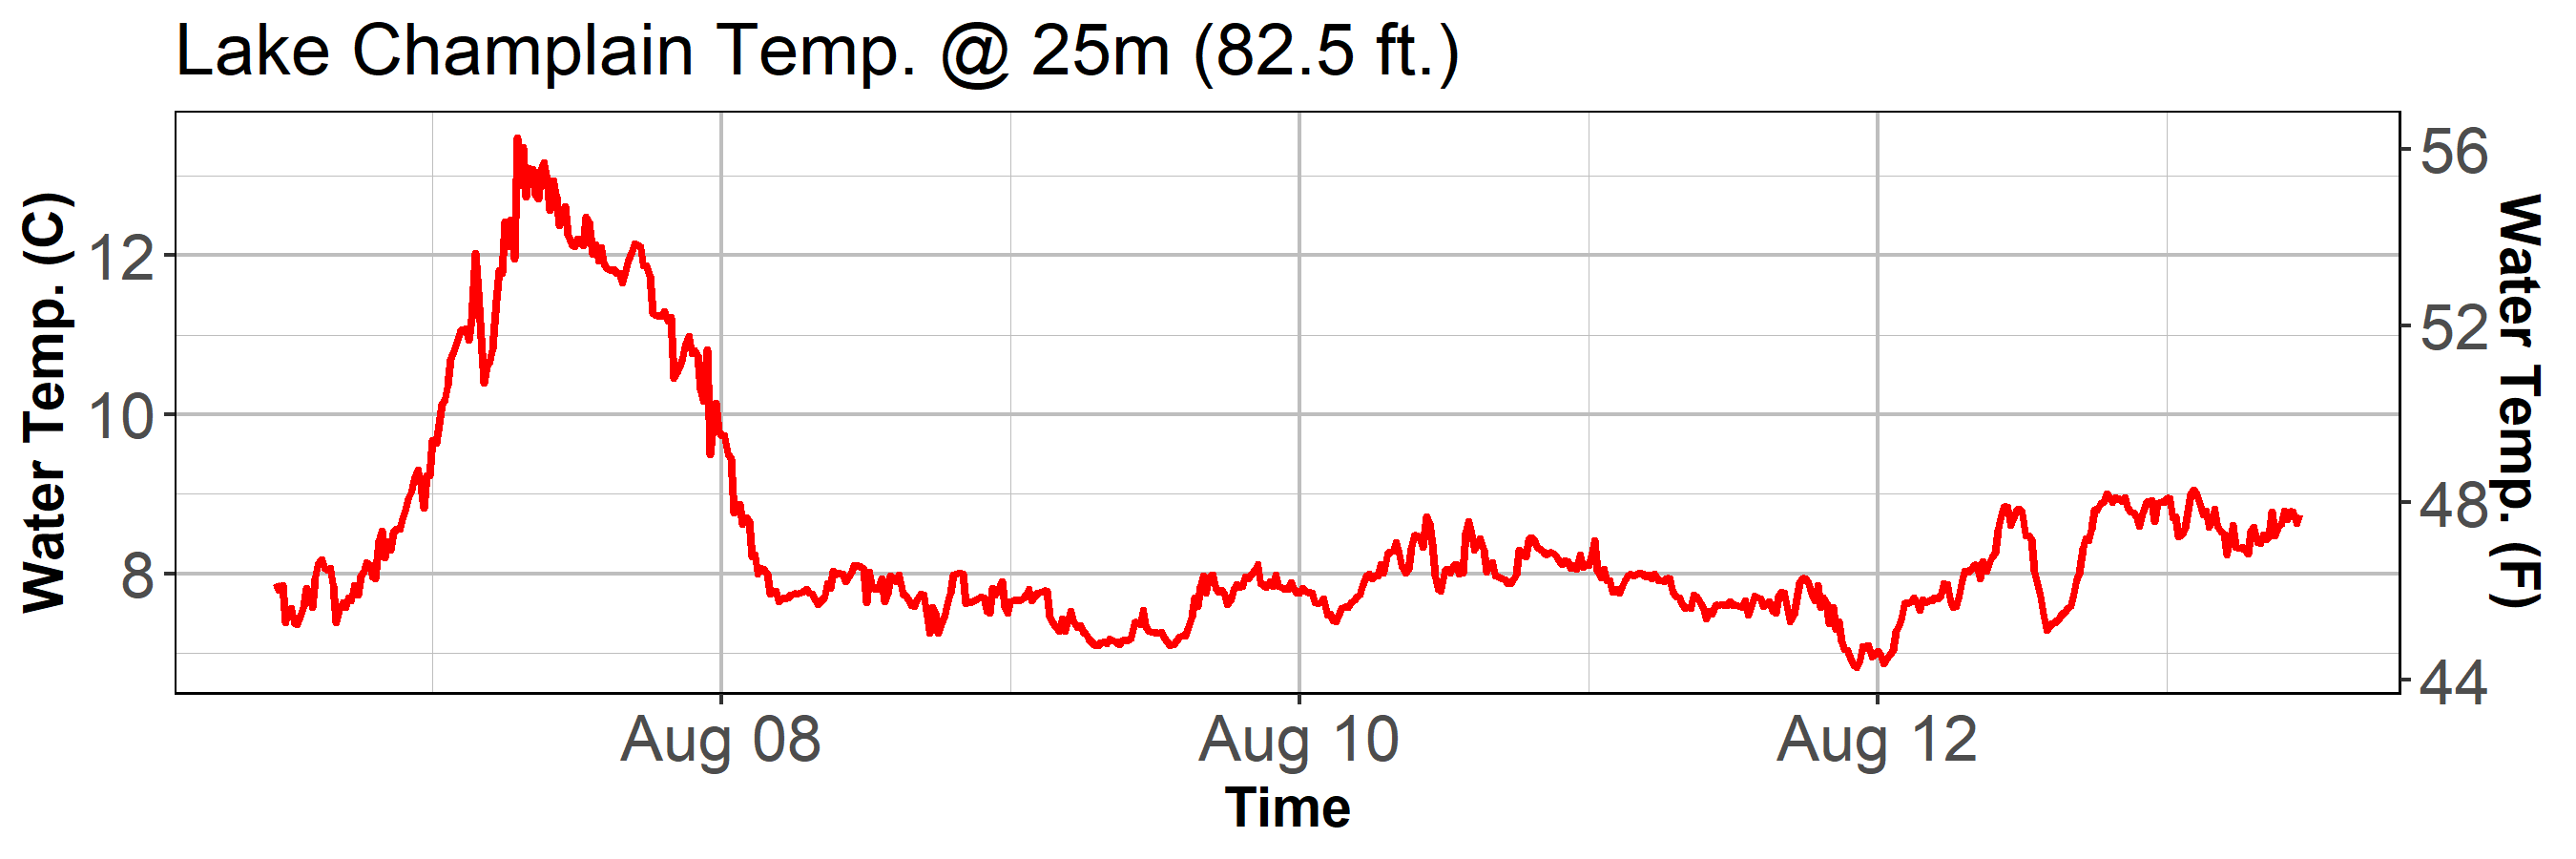 Lake Champlain Temp. @ 25m (82.5 ft.)
Water Temp. (C)
12
10
8
56
52
48
44
Water Temp. (F)
Aug 08 Aug 10 Aug 12
Time